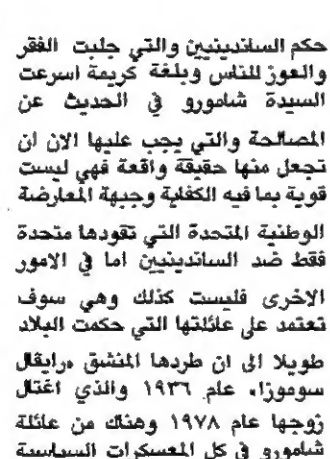 حكم الساندينيين والتي جلبت الفقر
والعوز للناس وبلغة كريمة اسرعت
السيدة شامورو في الحديث عن
المصالحة والتي يجب عليها الان ان
تجعل منها حقيقة واقعة فهي ليست
قوية بما فيه الكفاية وجبهة المعارضة
الوطنية المتحدة التي تقودها متحدة
فقط ضد الساندينيين اما في الامور
الاخرى فليست كذلك وهي سوف
تعتمد على عائلتها التي حكمت البلاد
طويلا الى ان طردها المنشق «رايقال
سوموزا» عام ١٩٣٦ والذي اغتال
زوجها عام ١٩٧٨ وهناك من عائلة
شامورو في كل المعسكرات السياسية